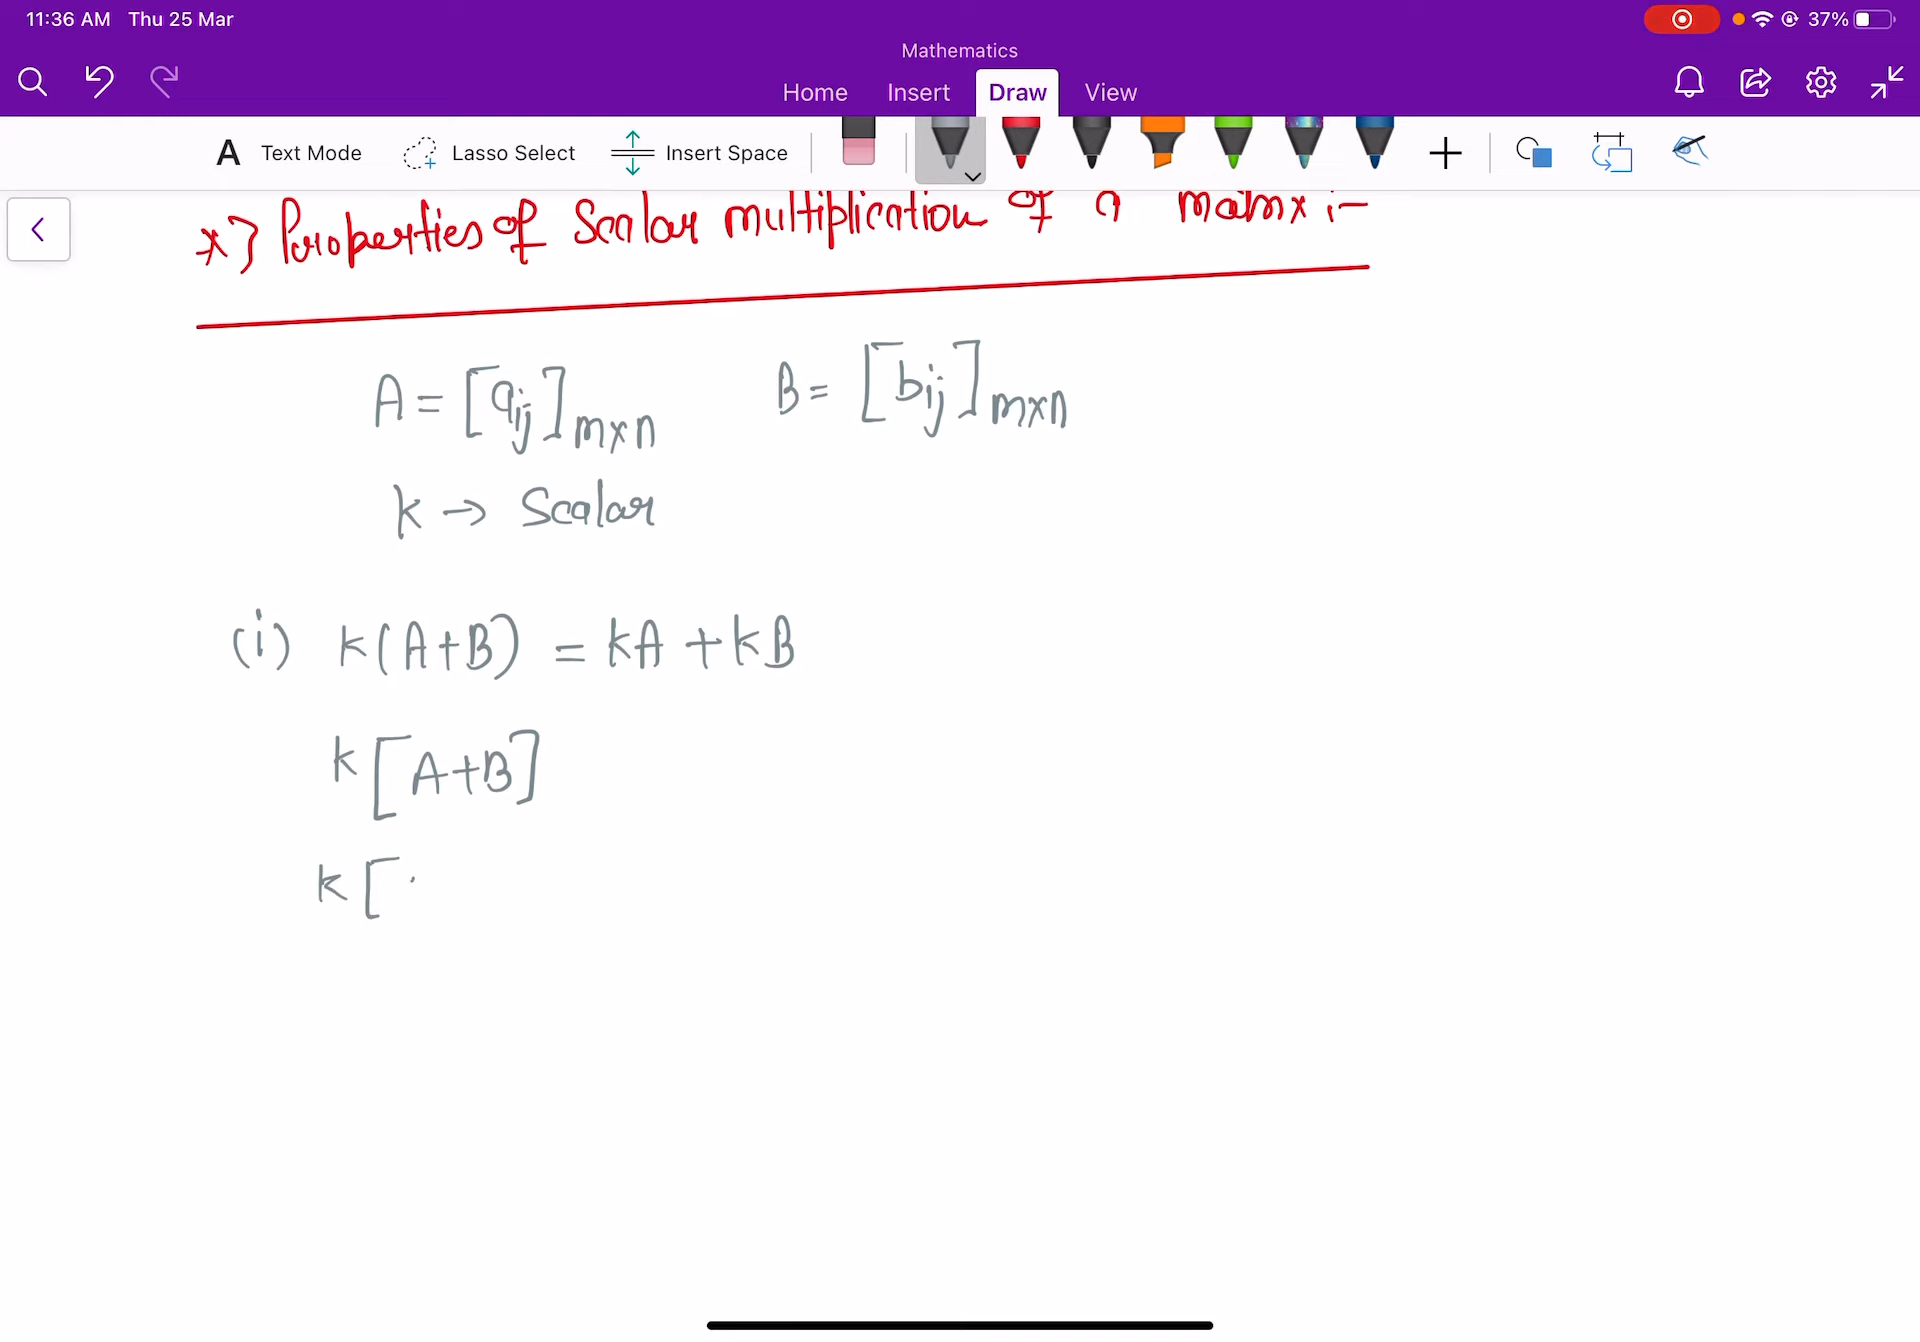 11:36 AM Thu 25 Mar 37%
Mathematics
Home Insert Draw View
A Text Mode Lasso Select Insert Space
*} Properties of Scalar multiplication of a matrix :-
A = [aij]m×n B = [bij]m×n
k → Scalar
(i) k(A+B) = kA + kB
k[A+B]
k[